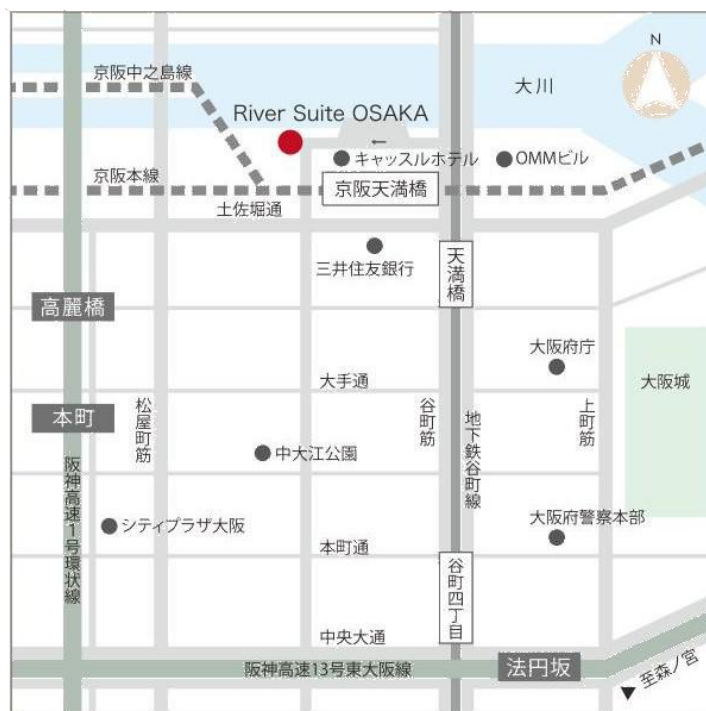 N
京阪中之島線
大川
River Suite OSAKA
←
キャッスルホテル
OMMビル
京阪本線
京阪天満橋
土佐堀通
天満橋
三井住友銀行
高麗橋
大阪府庁
大手通
大阪城
本町
松屋町筋
谷町筋
地下鉄谷町線
上町筋
中大江公園
阪神高速1号環状線
シティプラザ大阪
大阪府警察本部
本町通
谷町四丁目
中央大通
阪神高速13号東大阪線
法円坂
▼至森ノ宮